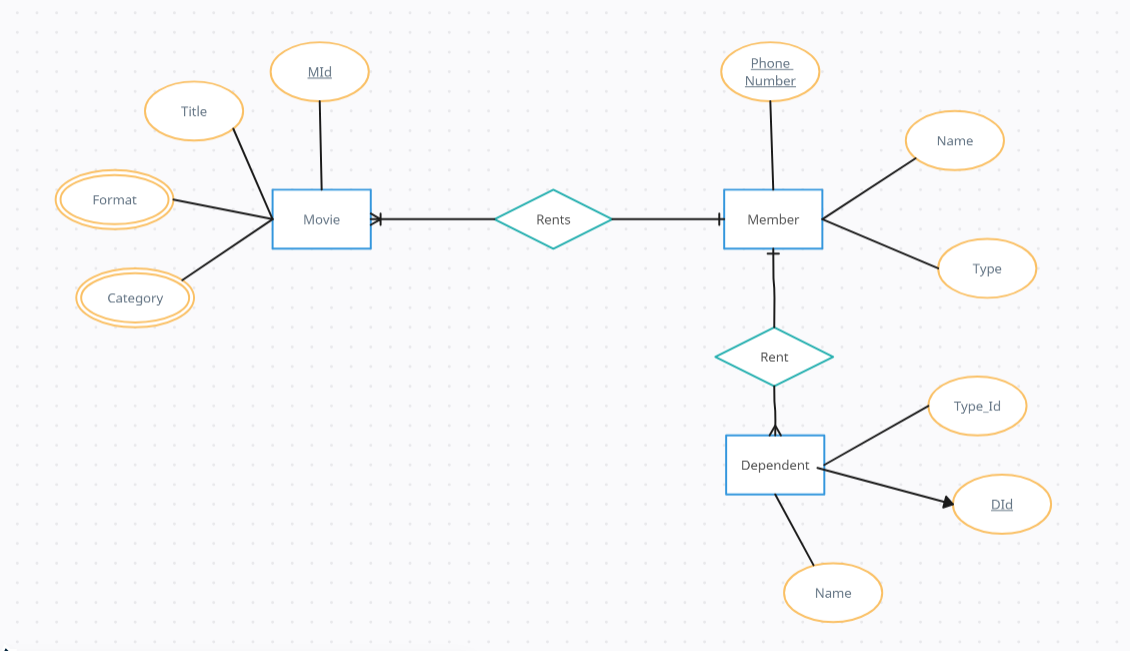 MId
Phone
Number
Title
Name
Format
Movie
Rents
Member
Type
Category
Rent
Type_Id
Dependent
DId
Name